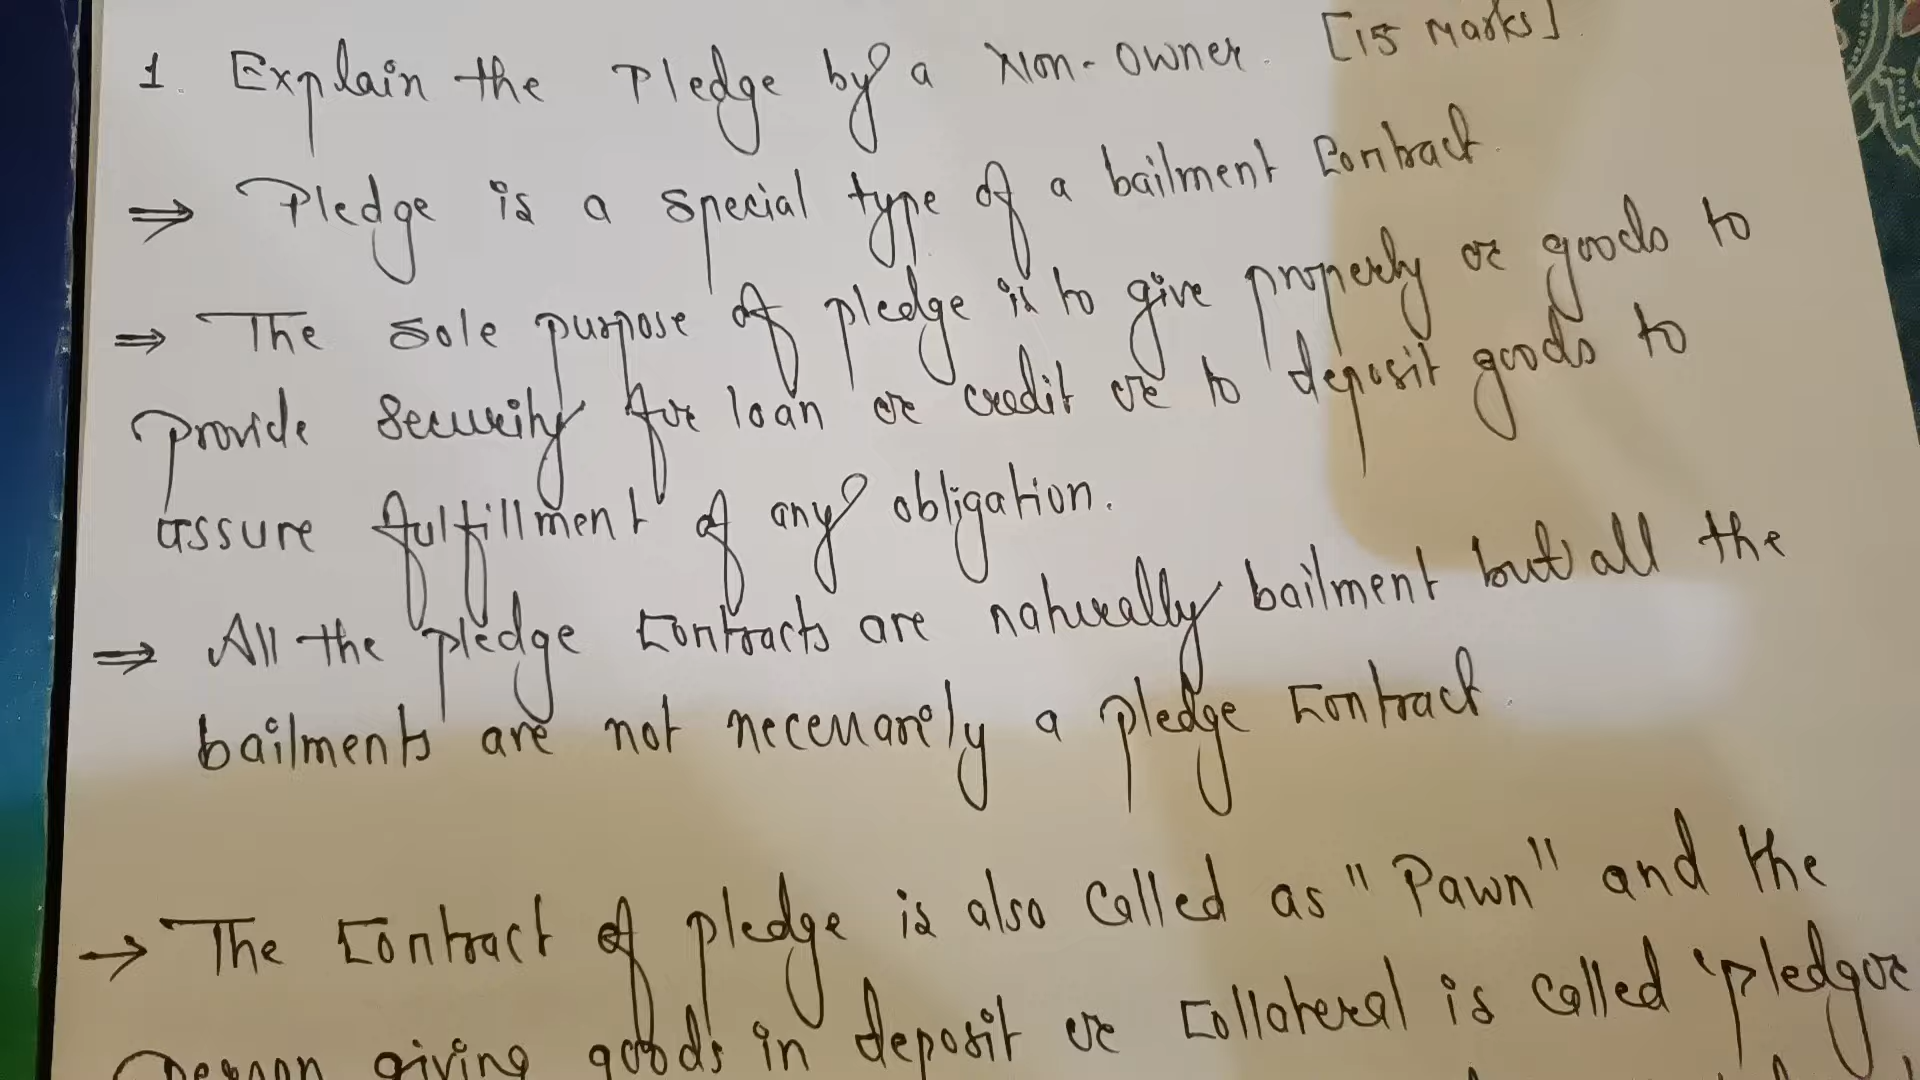 1. Explain the Pledge by a Non-Owner. [15 Marks]
⇒ Pledge is a special type of a bailment Contract.
⇒ The sole purpose of pledge is to give property or goods to
provide security for loan or credit or to deposit goods to
assure fulfillment of any obligation.
⇒ All the pledge contracts are naturally bailment but all the
bailments are not necessarily a pledge contract.
→ The Contract of pledge is also called as "Pawn" and the
person giving goods in deposit or collateral is called 'pledgor